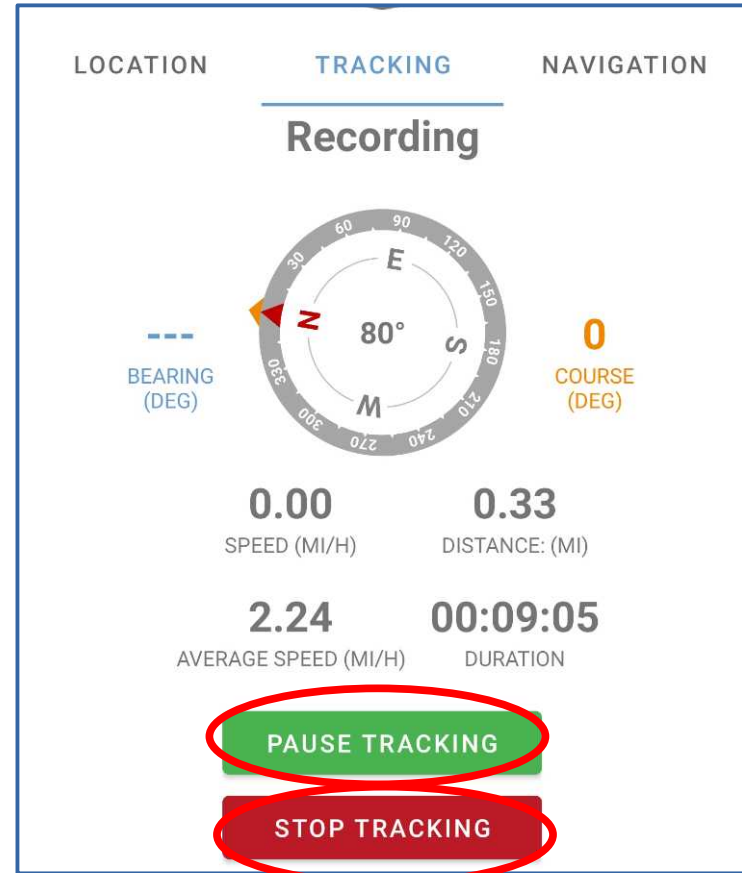 LOCATION TRACKING NAVIGATION
Recording
30 60 90 120 150 180 210 240 270 300 330
N E S W
80°
---
BEARING
(DEG)
0
COURSE
(DEG)
0.00 0.33
SPEED (MI/H) DISTANCE: (MI)
2.24 00:09:05
AVERAGE SPEED (MI/H) DURATION
PAUSE TRACKING
STOP TRACKING